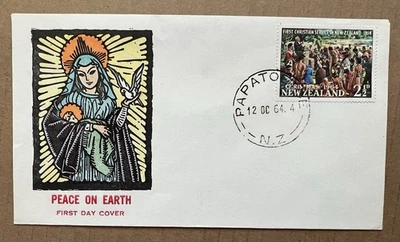 PEACE ON EARTH
FIRST DAY COVER
FIRST CHRISTIAN SERVICE IN NEW ZEALAND 1814
CHRISTMAS 1964
NEW ZEALAND 2½D
12 OC 64. 4
N.Z